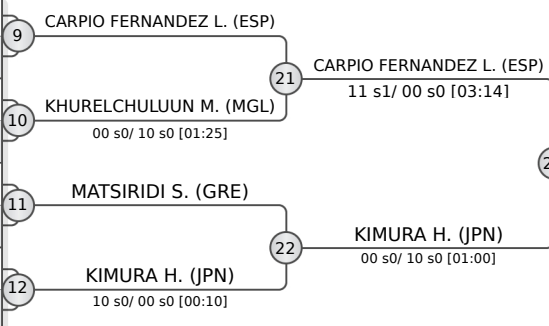 CARPIO FERNANDEZ L. (ESP)
9
21
CARPIO FERNANDEZ L. (ESP)
11 s1/ 00 s0 [03:14]
KHURELCHULUUN M. (MGL)
10
00 s0/ 10 s0 [01:25]
MATSIRIDI S. (GRE)
11
22
KIMURA H. (JPN)
00 s0/ 10 s0 [01:00]
KIMURA H. (JPN)
12
10 s0/ 00 s0 [00:10]